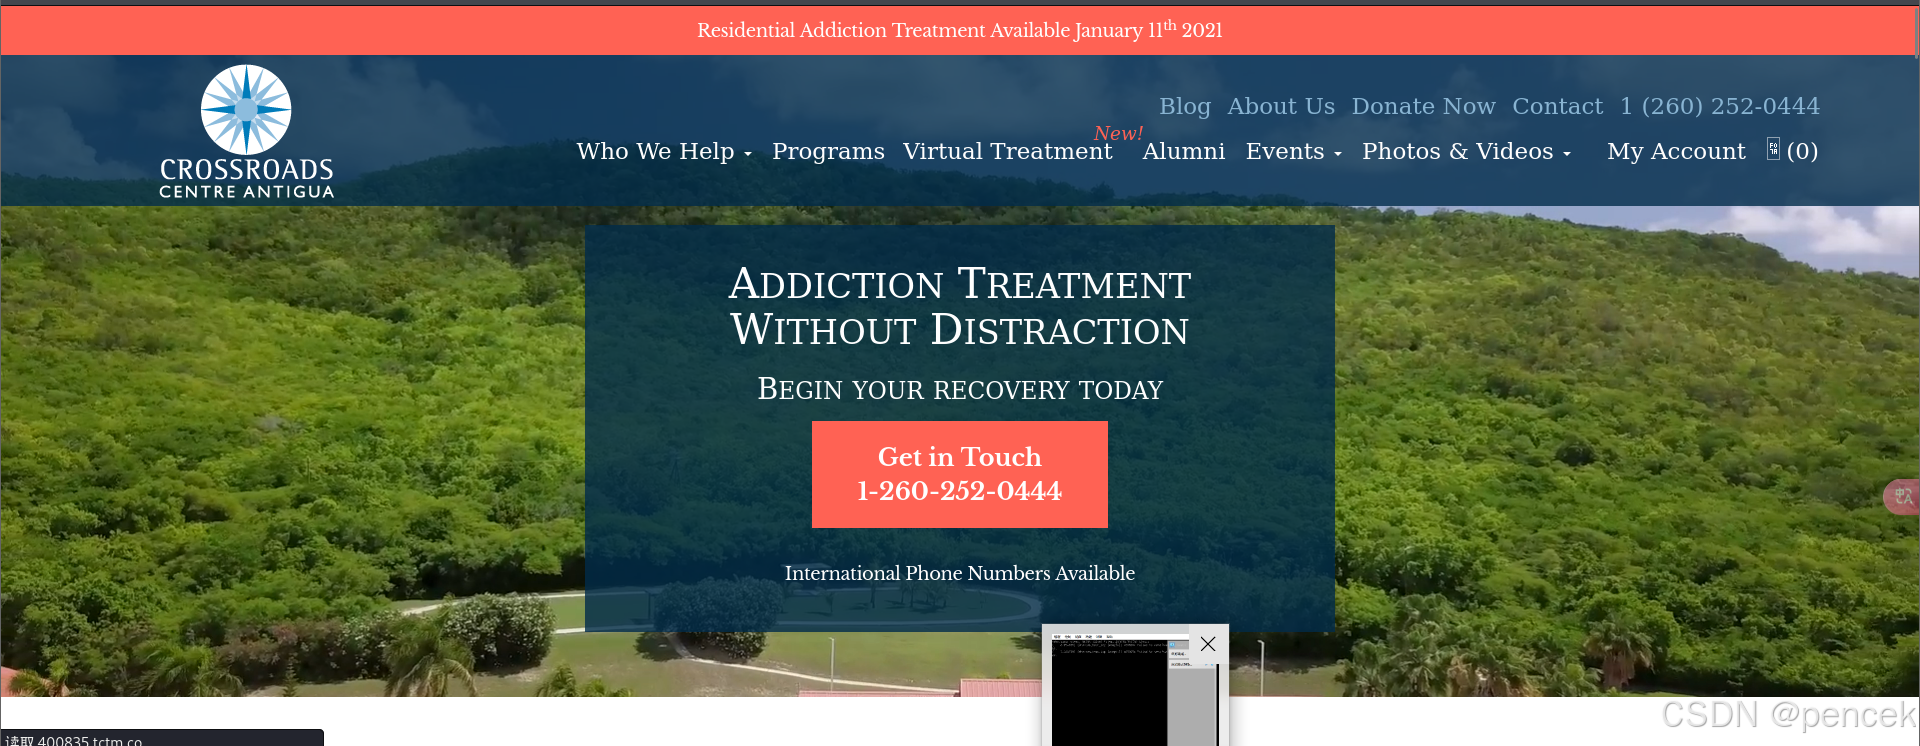 Residential Addiction Treatment Available January 11th 2021
CROSSROADS
CENTRE ANTIGUA
Blog About Us Donate Now Contact 1 (260) 252-0444
New!
Who We Help Programs Virtual Treatment Alumni Events Photos & Videos My Account (0)
ADDICTION TREATMENT
WITHOUT DISTRACTION
BEGIN YOUR RECOVERY TODAY
Get in Touch
1-260-252-0444
International Phone Numbers Available
CSDN @pencek
读取 400835.tctm.co